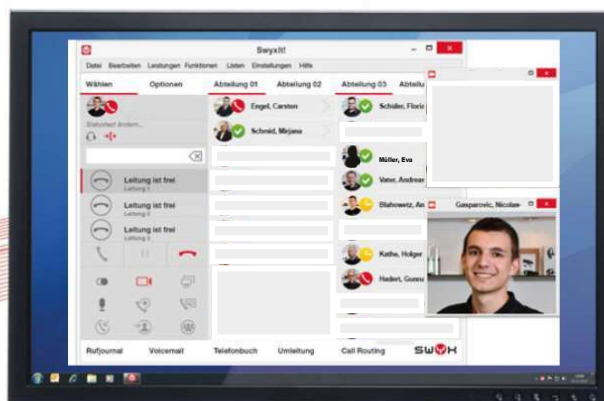 SwyxIt!
Datei Bearbeiten Leistungen Funktionen Listen Einstellungen Hilfe
Wählen Optionen Abteilung 01 Abteilung 02 Abteilung 03
Engel, Carsten
Schmid, Mirjana
Müller, Eva
Vater, Andreas
Blahowetz, An
Kathe, Holger
Hadert, Gunnu
Gasparovic, Nicolas
Leitung ist frei
Leitung 1
Leitung ist frei
Leitung 2
Leitung ist frei
Leitung 3
Rufjournal Voicemail Telefonbuch Umleitung Call Routing SWYX